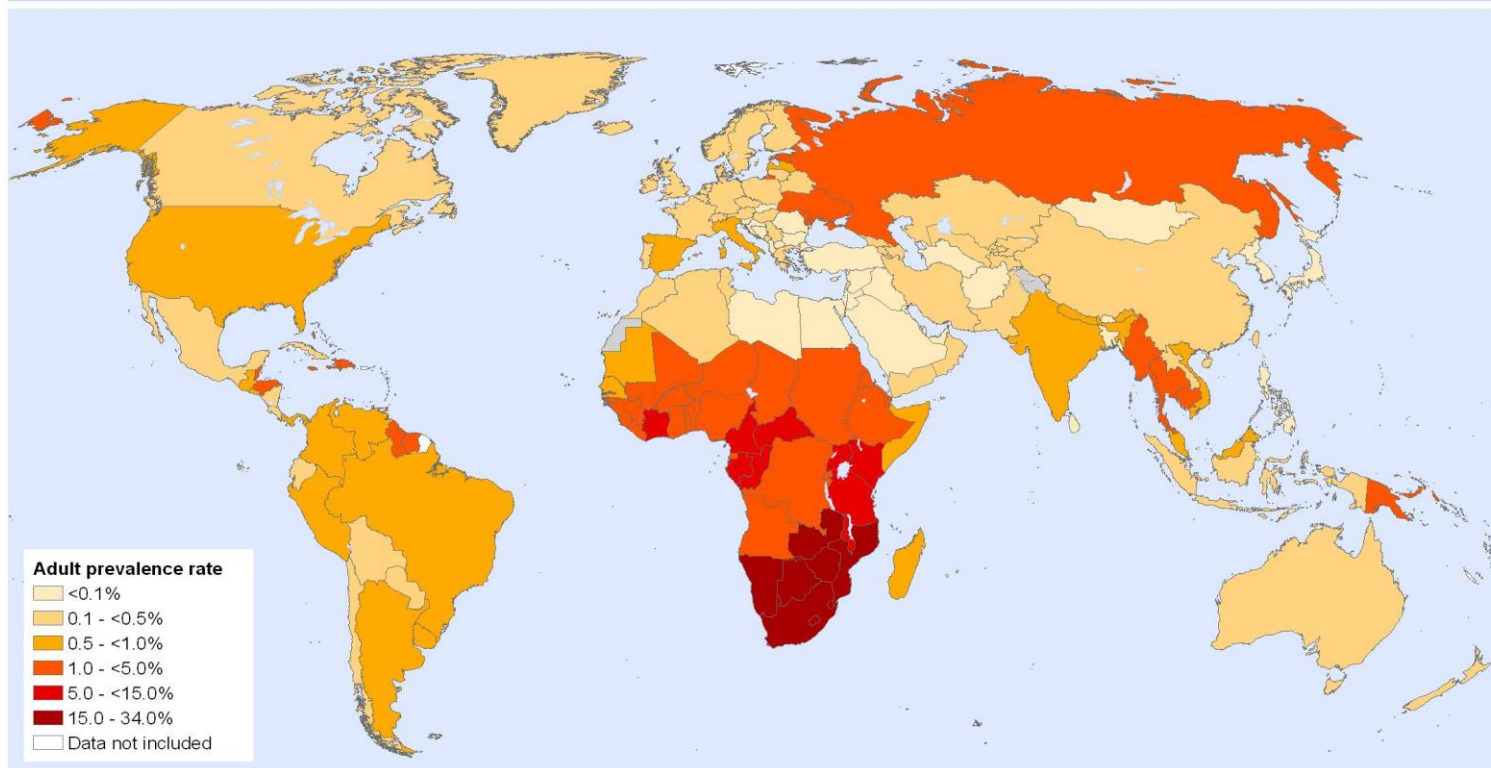 Adult prevalence rate
<0.1%
0.1 - <0.5%
0.5 - <1.0%
1.0 - <5.0%
5.0 - <15.0%
15.0 - 34.0%
Data not included